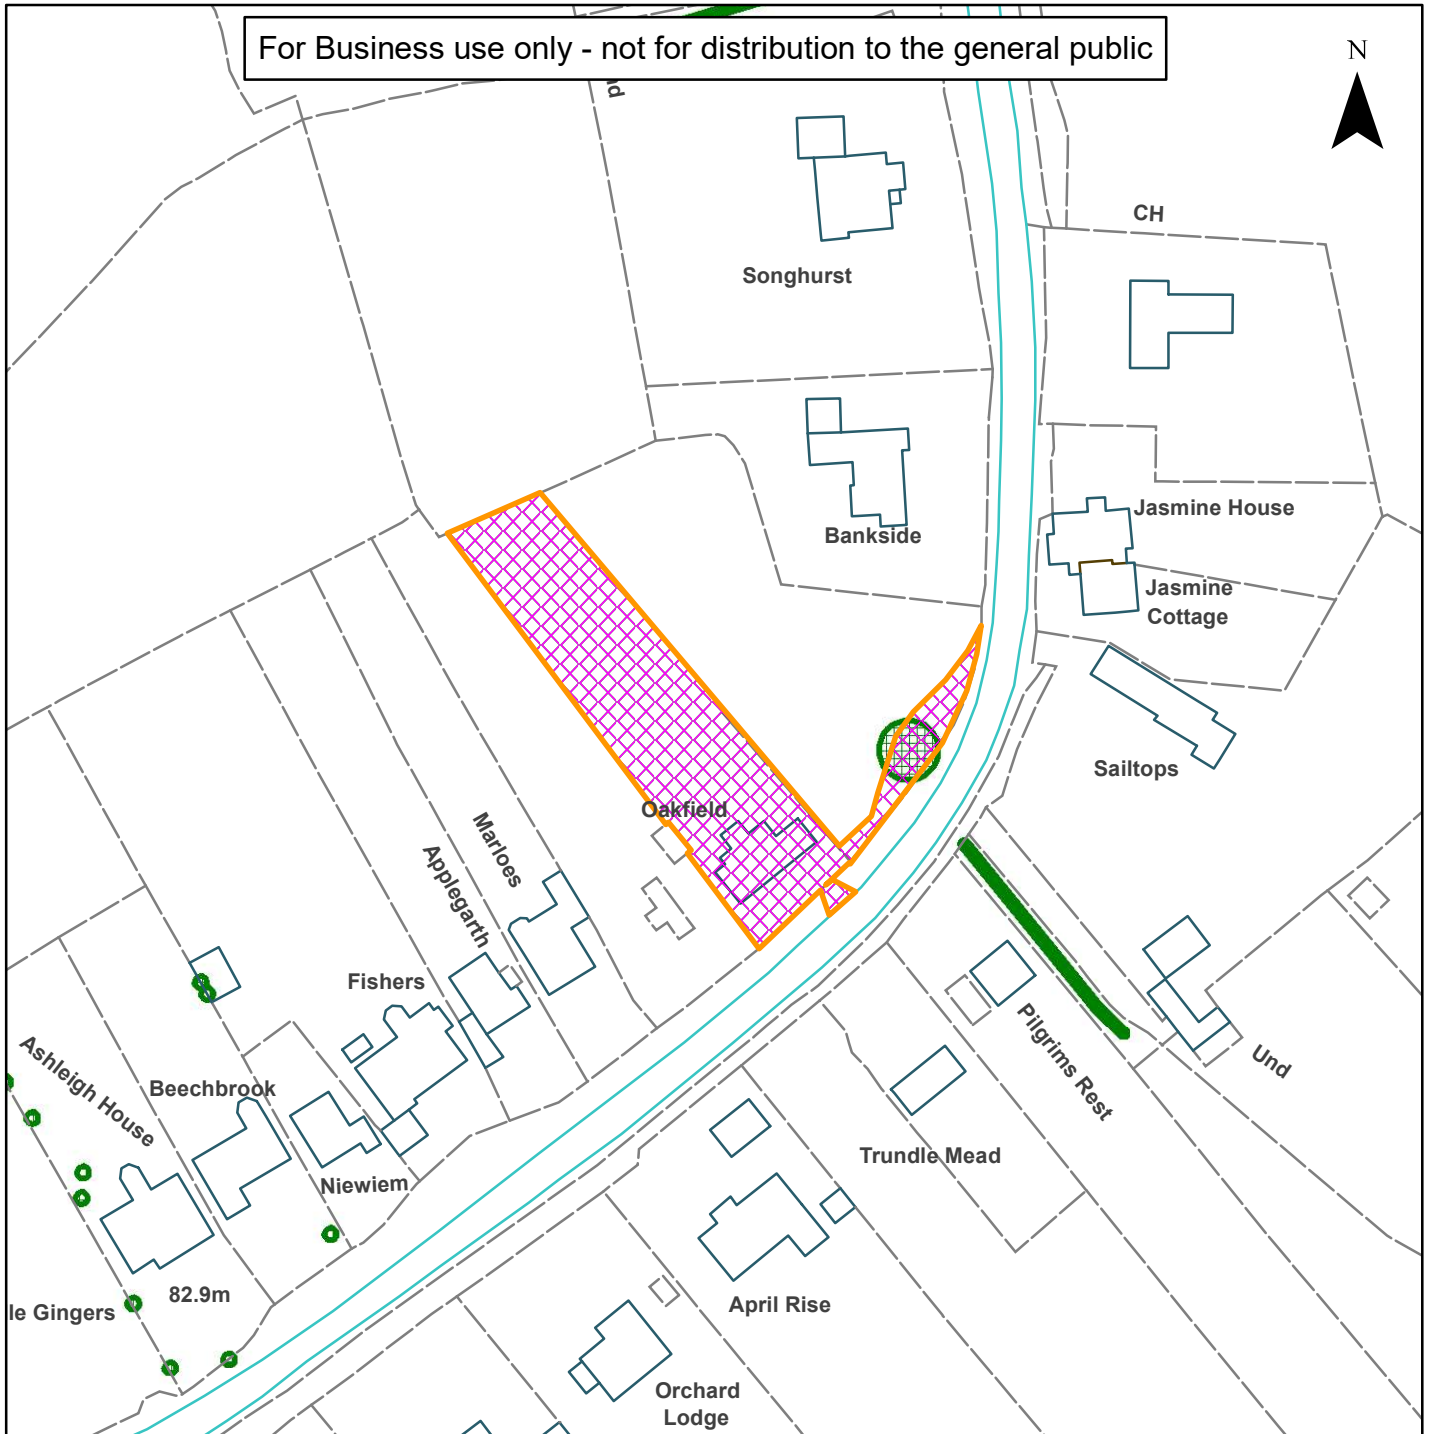 For Business use only - not for distribution to the general public
N
Songhurst
CH
Bankside
Jasmine House
Jasmine
Cottage
Sailtops
Oakfield
Marloes
Applegarth
Fishers
Pilgrims Rest
Und
Ashleigh House
Beechbrook
Niewiem
Trundle Mead
82.9m
le Gingers
April Rise
Orchard
Lodge